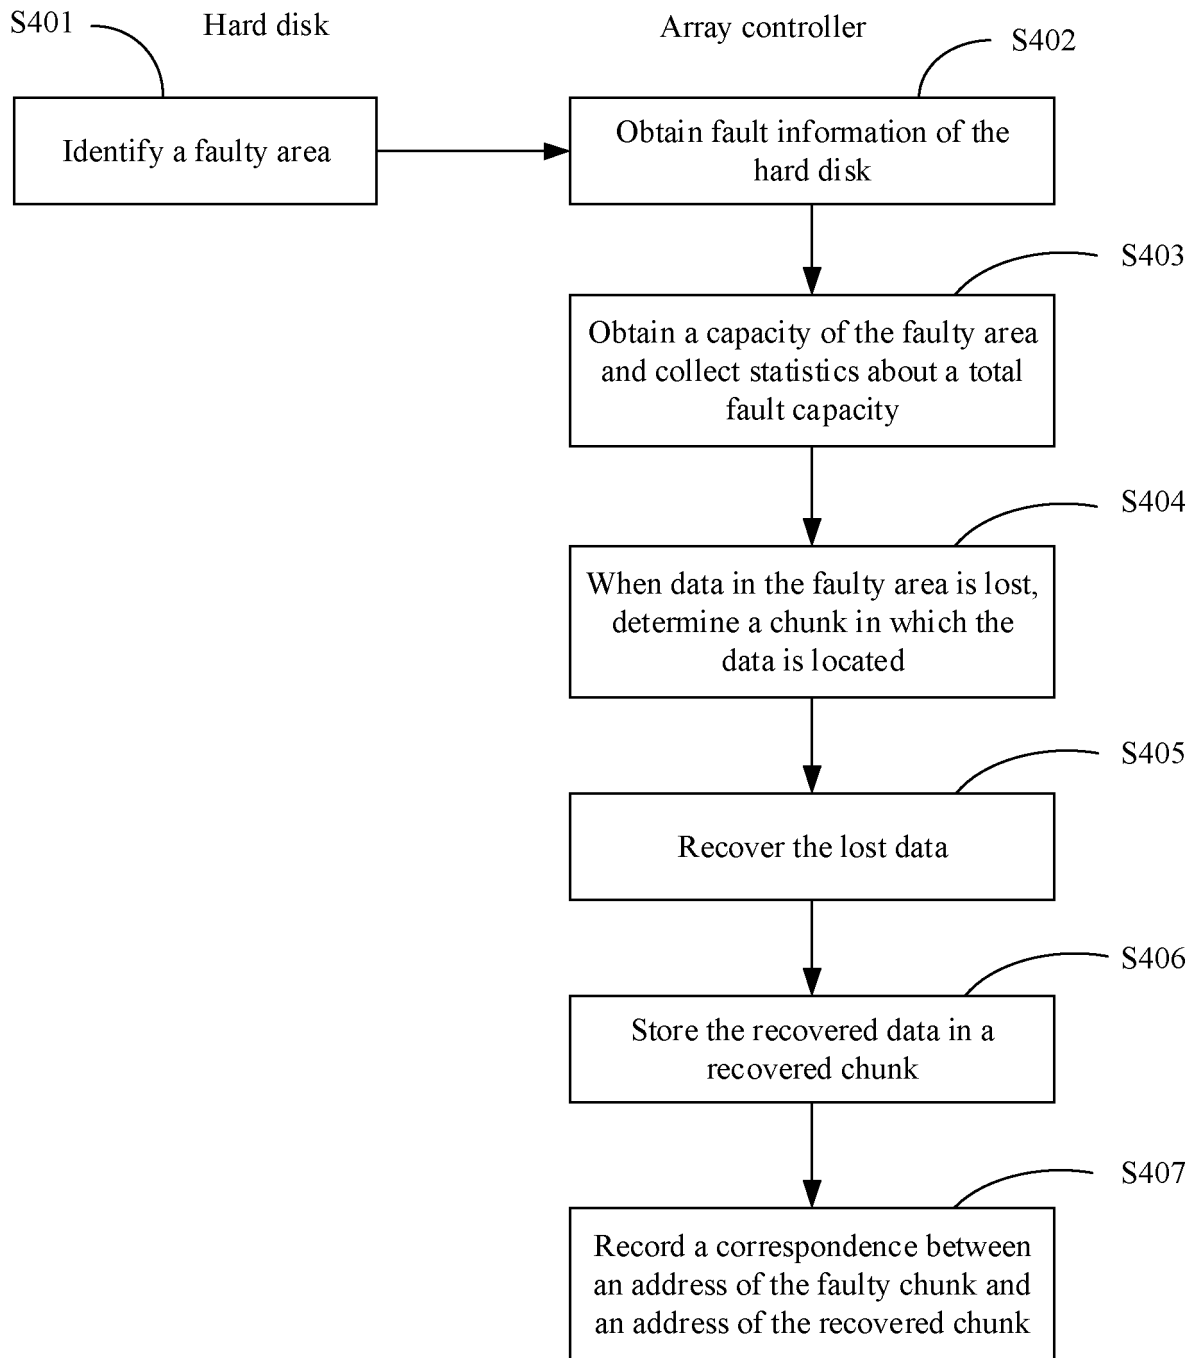 S401
Hard disk
Array controller
S402
Identify a faulty area
Obtain fault information of the
hard disk
S403
Obtain a capacity of the faulty area
and collect statistics about a total
fault capacity
S404
When data in the faulty area is lost,
determine a chunk in which the
data is located
S405
Recover the lost data
S406
Store the recovered data in a
recovered chunk
S407
Record a correspondence between
an address of the faulty chunk and
an address of the recovered chunk